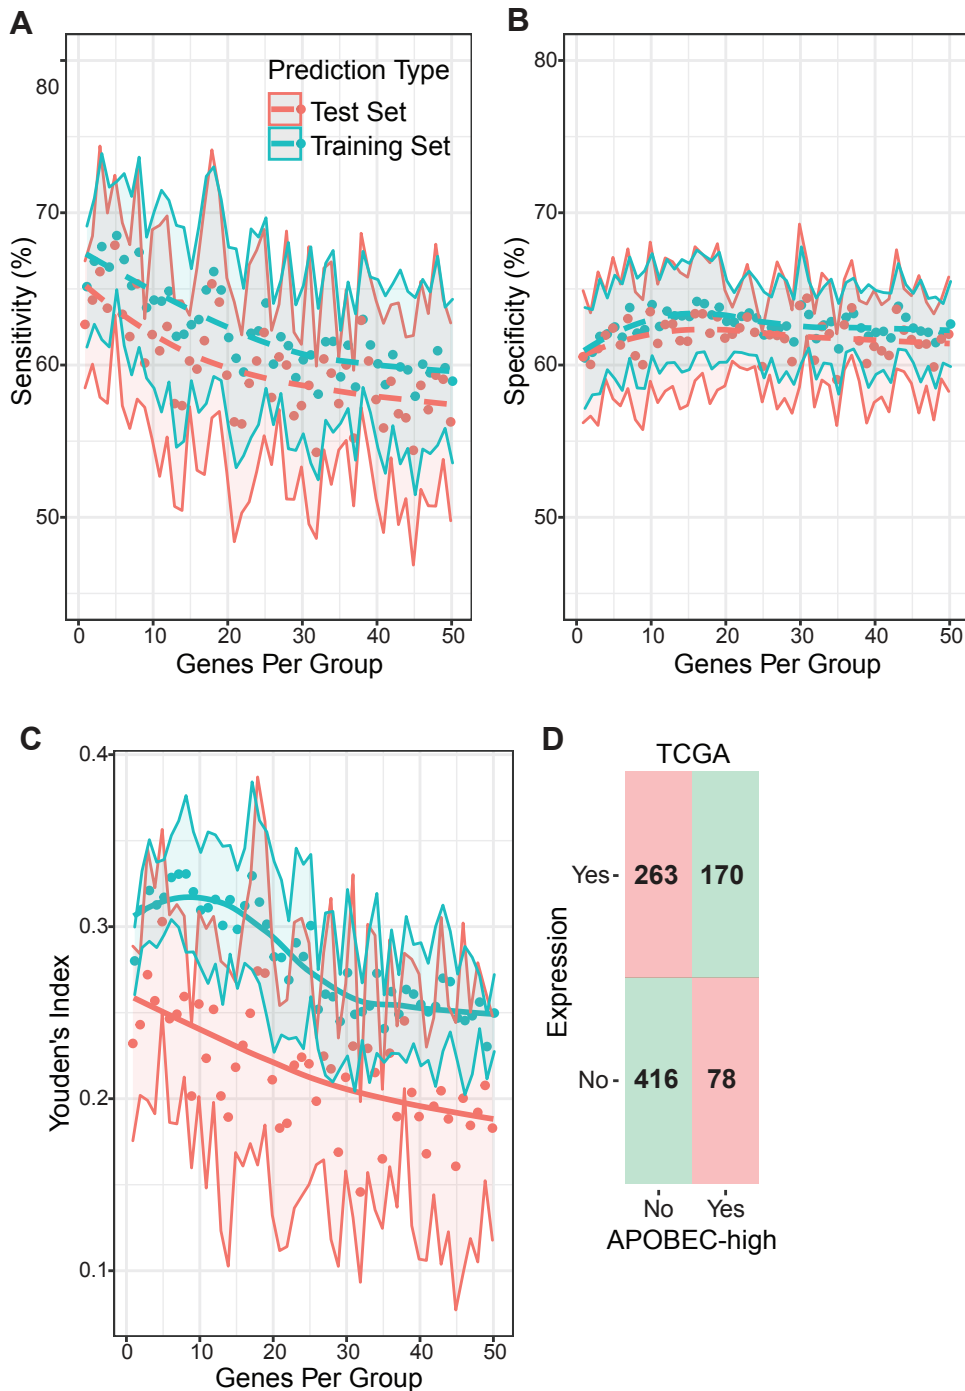 A
B
80
70
60
50
Sensitivity (%)
Prediction Type
Test Set
Training Set
0 10 20 30 40 50
Genes Per Group
80
70
60
50
Specificity (%)
0 10 20 30 40 50
Genes Per Group
C
0.4
0.3
0.2
0.1
Youden's Index
0 10 20 30 40 50
Genes Per Group
D
TCGA
Expression
Yes 263 170
No 416 78
No Yes
APOBEC-high